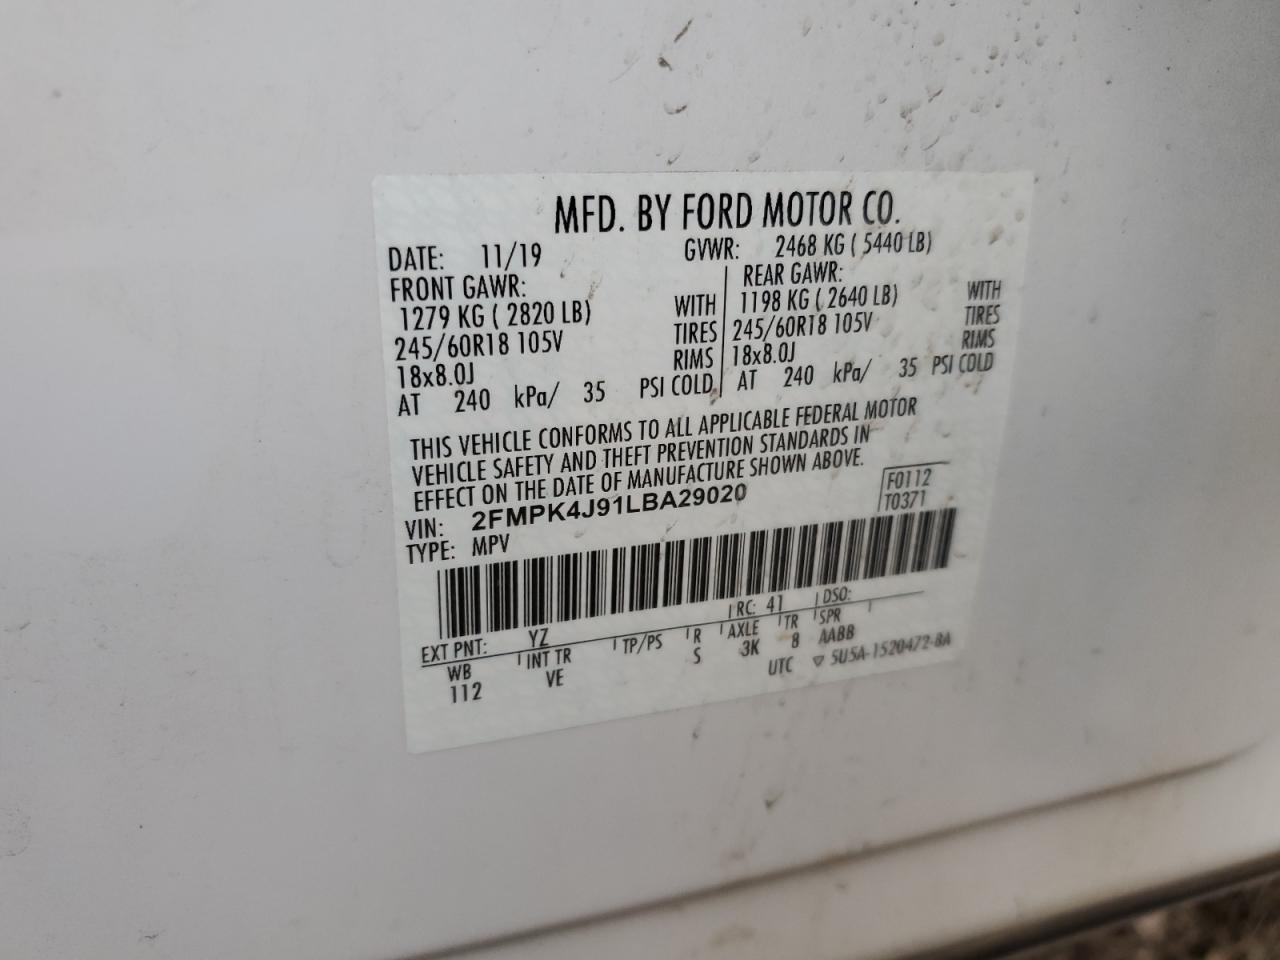 MFD. BY FORD MOTOR CO.
DATE: 11/19 GVWR: 2468 KG ( 5440 LB)
FRONT GAWR: REAR GAWR:
1279 KG ( 2820 LB) WITH 1198 KG ( 2640 LB) WITH
245/60R18 105V TIRES 245/60R18 105V TIRES
18x8.0J RIMS 18x8.0J RIMS
AT 240 kPa/ 35 PSI COLD AT 240 kPa/ 35 PSI COLD
THIS VEHICLE CONFORMS TO ALL APPLICABLE FEDERAL MOTOR
VEHICLE SAFETY AND THEFT PREVENTION STANDARDS IN
EFFECT ON THE DATE OF MANUFACTURE SHOWN ABOVE.
VIN: 2FMPK4J91LBA29020 F0112
TYPE: MPV T0371
EXT PNT: YZ RC: 41 DSO:
WB INT TR TP/PS R AXLE TR SPR
112 VE S 3K 8 AABB
UTC ▽ 5U5A-1520472-BA